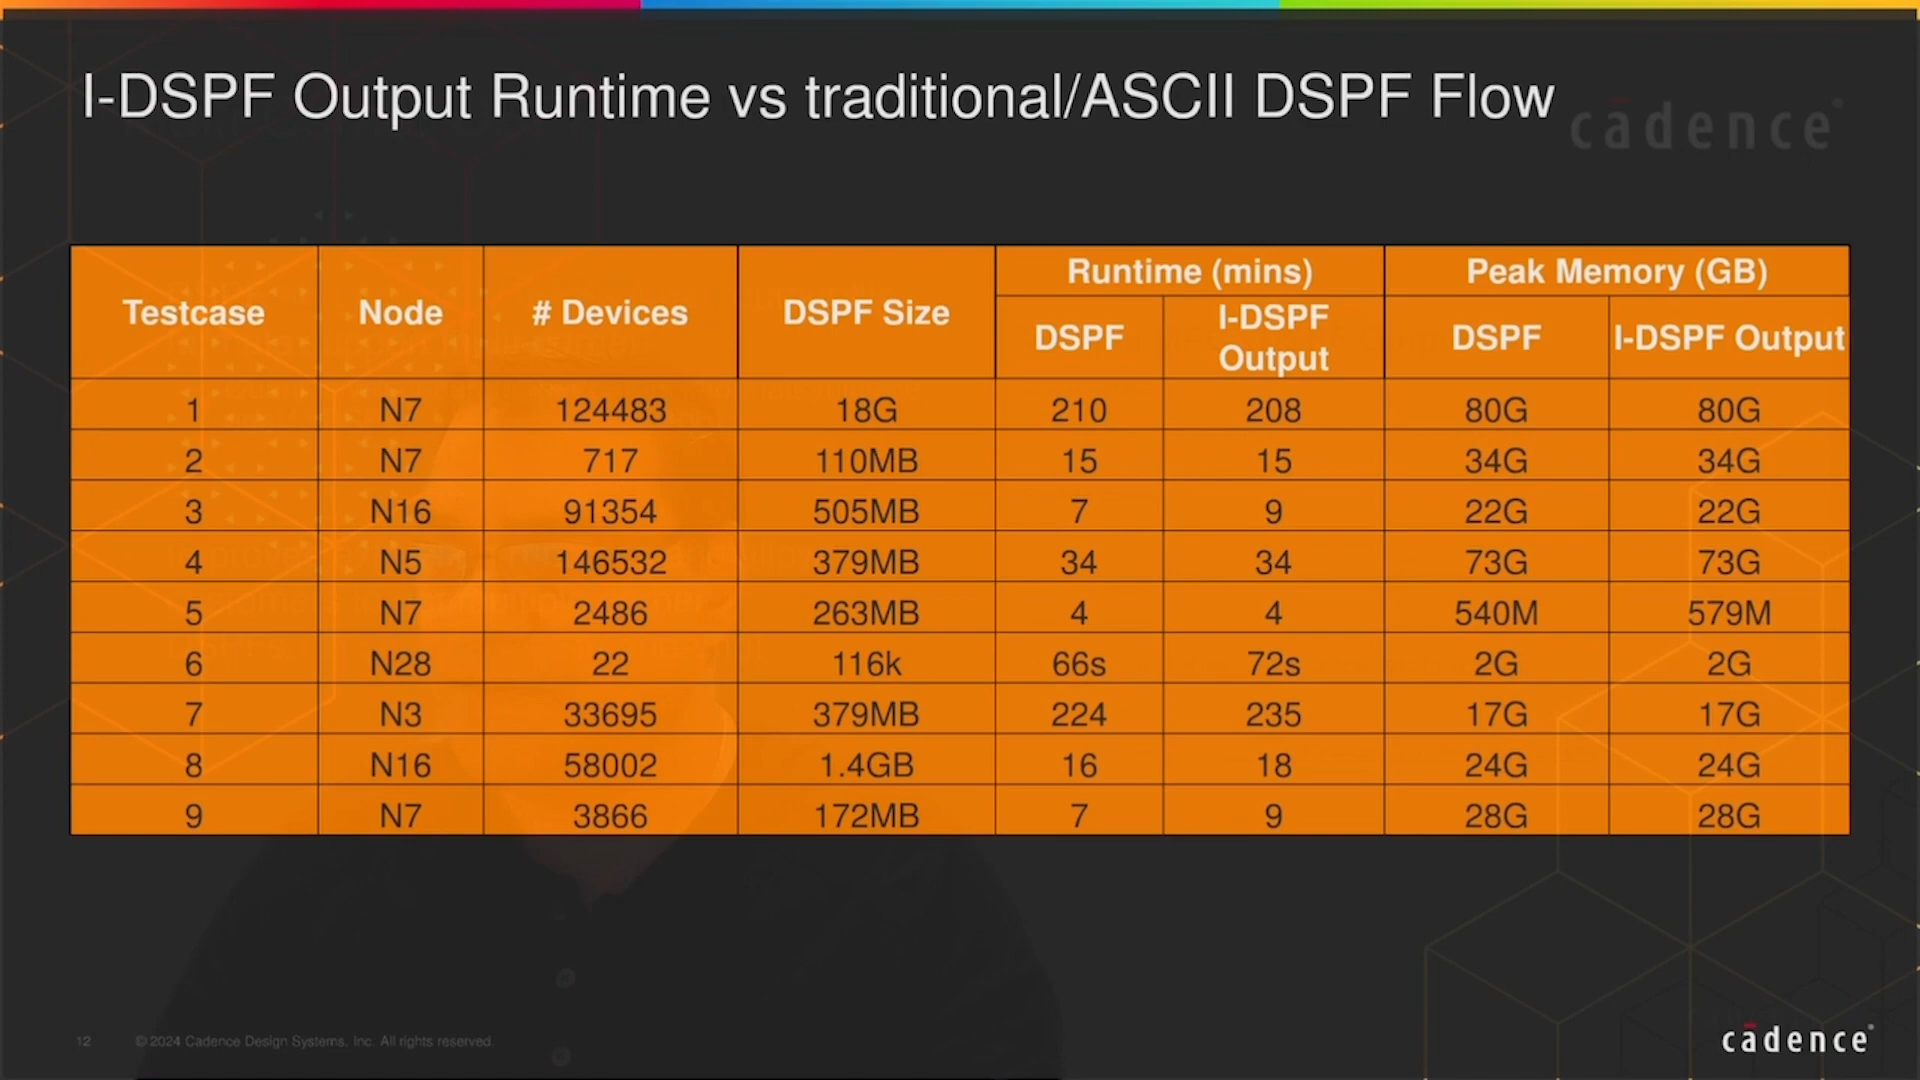 I-DSPF Output Runtime vs traditional/ASCII DSPF Flow
cadence
Testcase Node # Devices DSPF Size Runtime (mins) Peak Memory (GB)
DSPF I-DSPF Output DSPF I-DSPF Output
1 N7 124483 18G 210 208 80G 80G
2 N7 717 110MB 15 15 34G 34G
3 N16 91354 505MB 7 9 22G 22G
4 N5 146532 379MB 34 34 73G 73G
5 N7 2486 263MB 4 4 540M 579M
6 N28 22 116k 66s 72s 2G 2G
7 N3 33695 379MB 224 235 17G 17G
8 N16 58002 1.4GB 16 18 24G 24G
9 N7 3866 172MB 7 9 28G 28G
12 © 2024 Cadence Design Systems, Inc. All rights reserved.
cādence